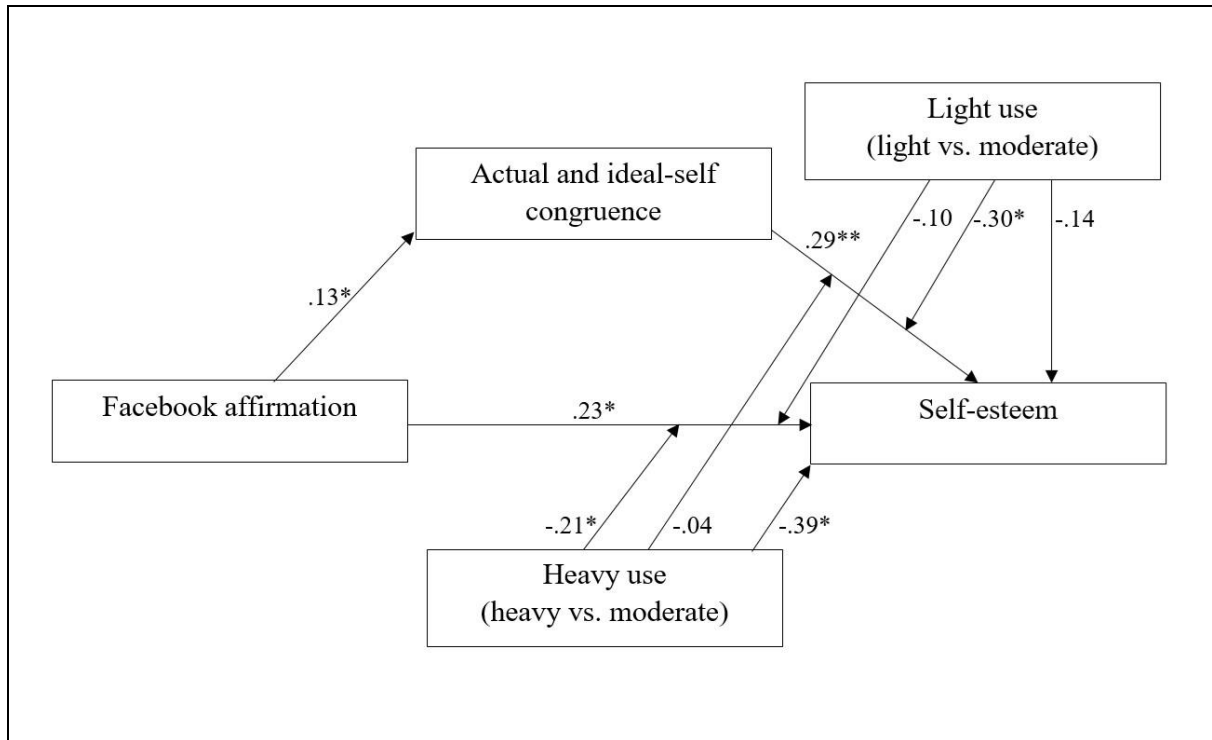 Light use
(light vs. moderate)
Actual and ideal-self
congruence
-.10
-.30*
-.14
.29**
.13*
Facebook affirmation
.23*
Self-esteem
-.21*
-.04
-.39*
Heavy use
(heavy vs. moderate)